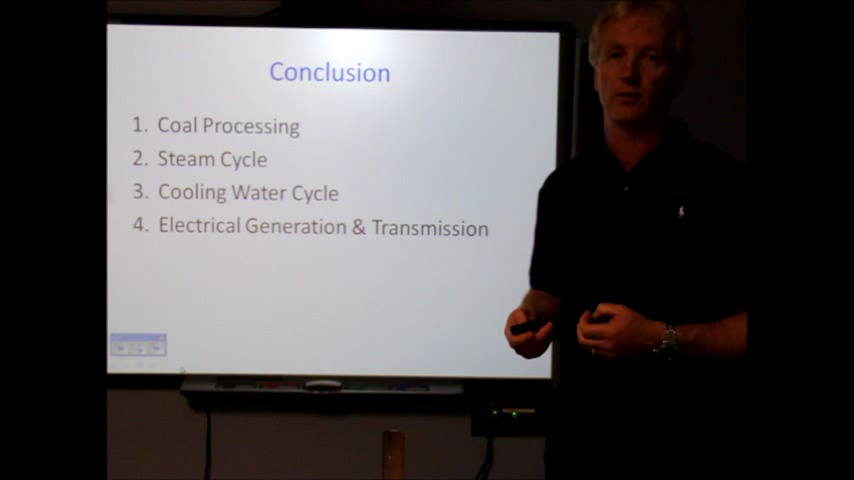 Conclusion
1. Coal Processing
2. Steam Cycle
3. Cooling Water Cycle
4. Electrical Generation & Transmission